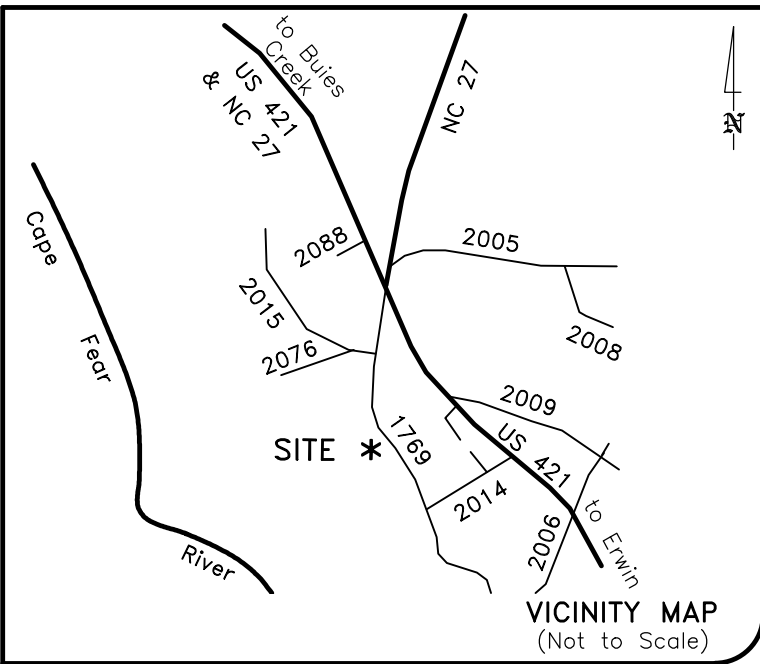 to Buies
Creek
US 421
& NC 27
NC 27
N
Cape
Fear
River
2088
2005
2015
2008
2076
2009
1769
SITE *
US 421
2014
2006
to Erwin
VICINITY MAP
(Not to Scale)